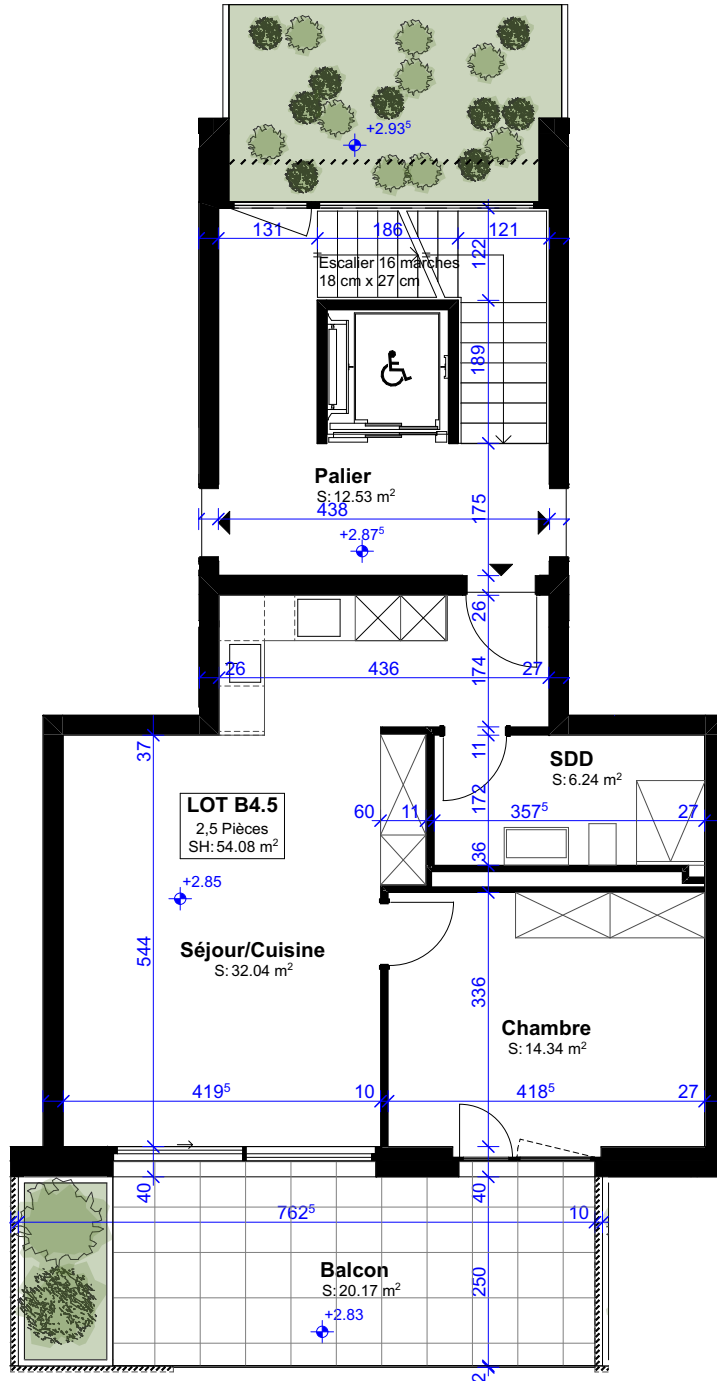 +2.93⁵
131 186 121
122
Escalier 16 marches
18 cm x 27 cm
189
Palier
S: 12.53 m²
438
175
+2.87⁵
26
26 436 27
174
37
11
SDD
S: 6.24 m²
LOT B4.5
2,5 Pièces
SH: 54.08 m²
60 11 357⁵ 27
172
36
+2.85
544
Séjour/Cuisine
S: 32.04 m²
336
Chambre
S: 14.34 m²
419⁵ 10 418⁵ 27
40 40
762⁵ 10
Balcon
S: 20.17 m²
250
+2.83
2